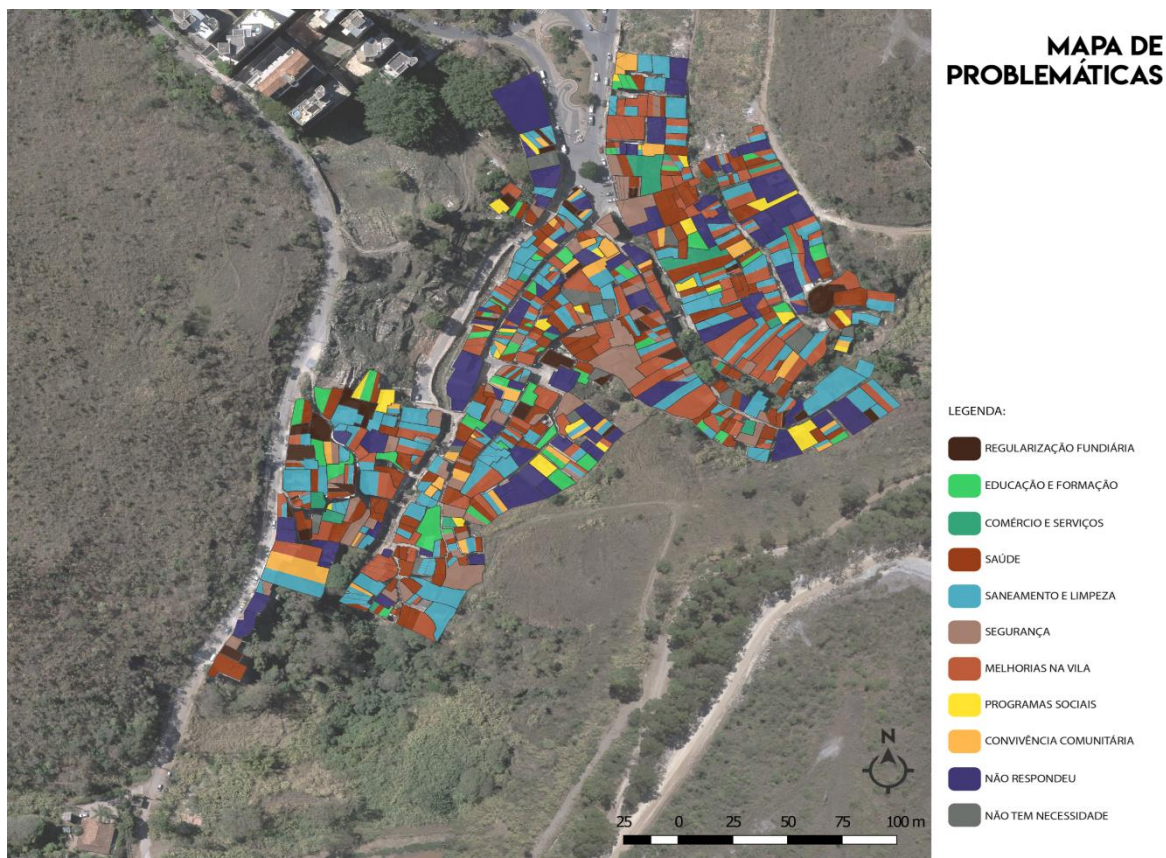 MAPA DE
PROBLEMÁTICAS
LEGENDA:
REGULARIZAÇÃO FUNDIÁRIA
EDUCAÇÃO E FORMAÇÃO
COMÉRCIO E SERVIÇOS
SAÚDE
SANEAMENTO E LIMPEZA
SEGURANÇA
MELHORIAS NA VILA
PROGRAMAS SOCIAIS
CONVIVÊNCIA COMUNITÁRIA
NÃO RESPONDEU
NÃO TEM NECESSIDADE
N
25 0 25 50 75 100 m